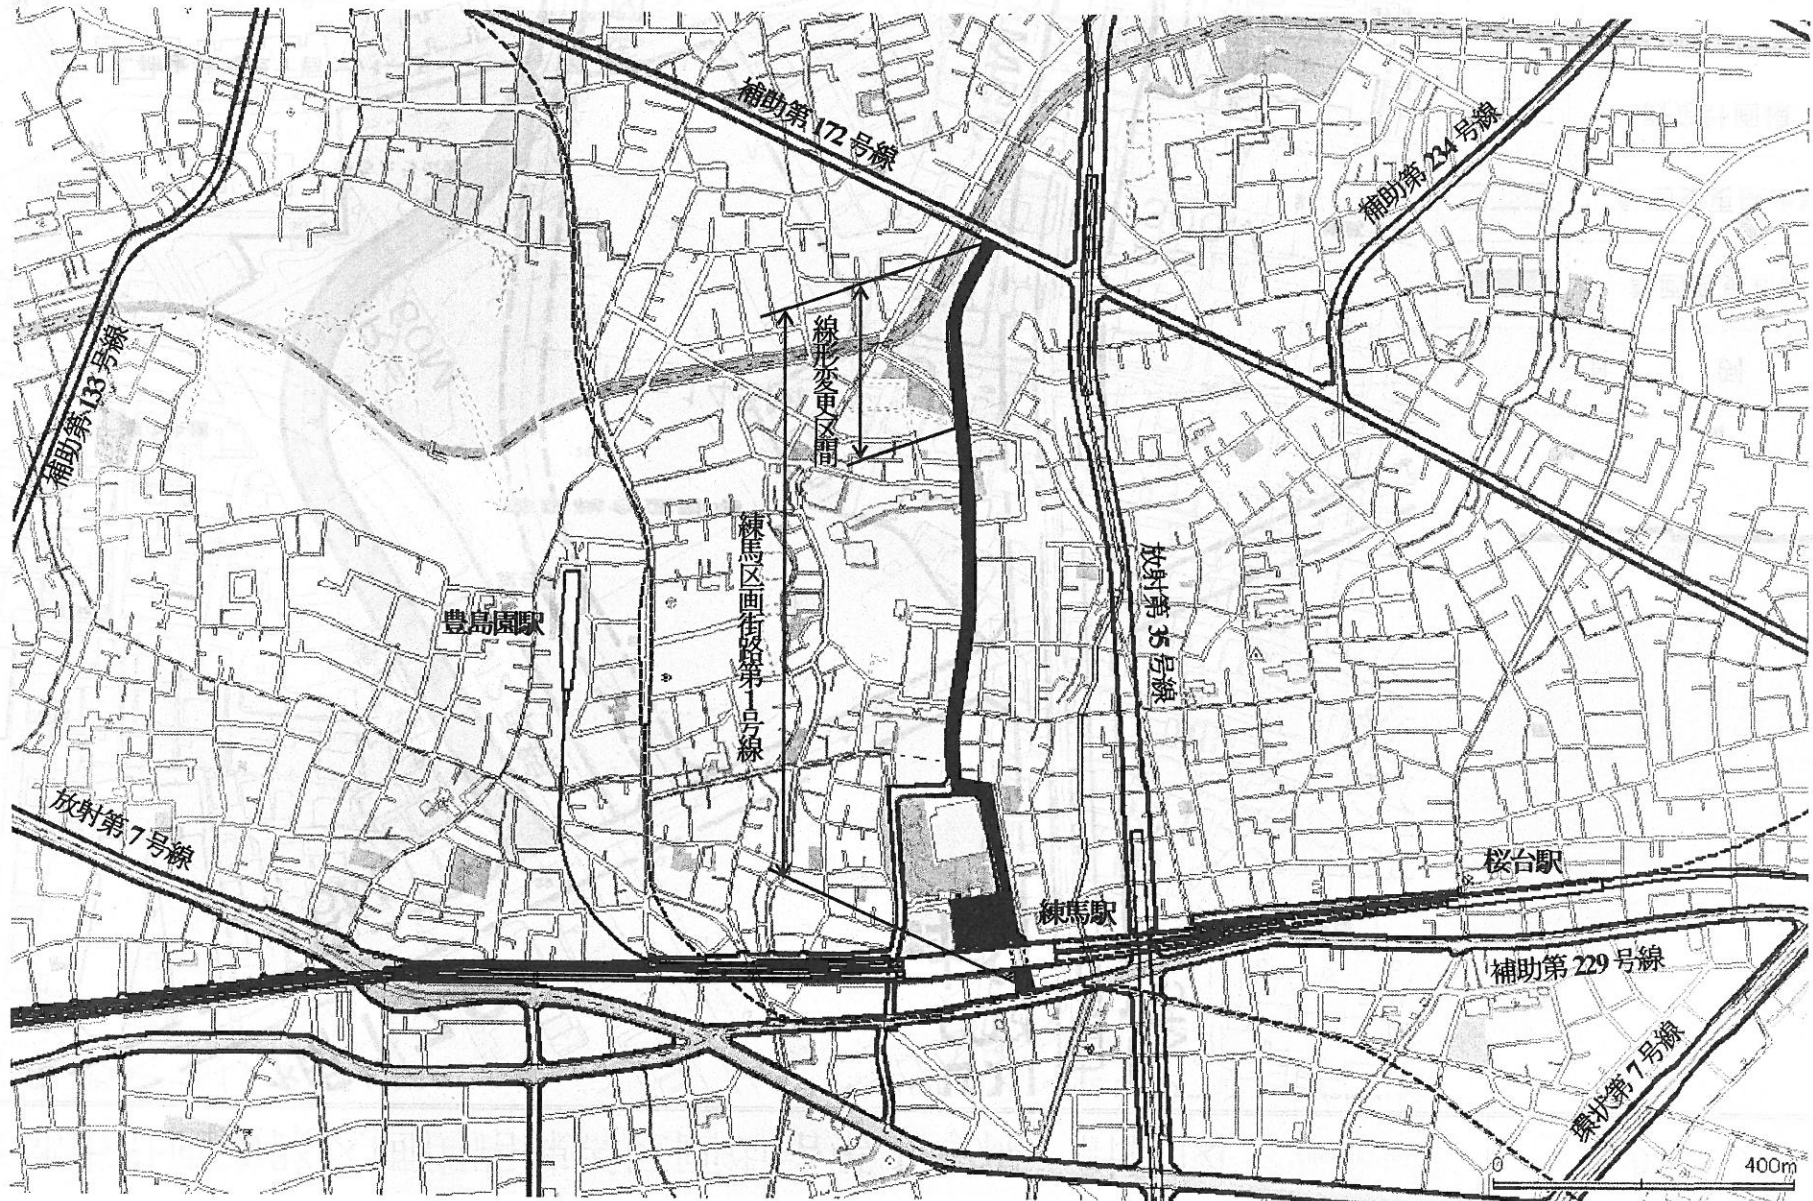 補助第172号線
補助第234号線
補助第133号線
線形変更区間
練馬区画街路第1号線
放射第35号線
豊島園駅
放射第7号線
桜台駅
練馬駅
補助第229号線
環状第7号線
0
400m